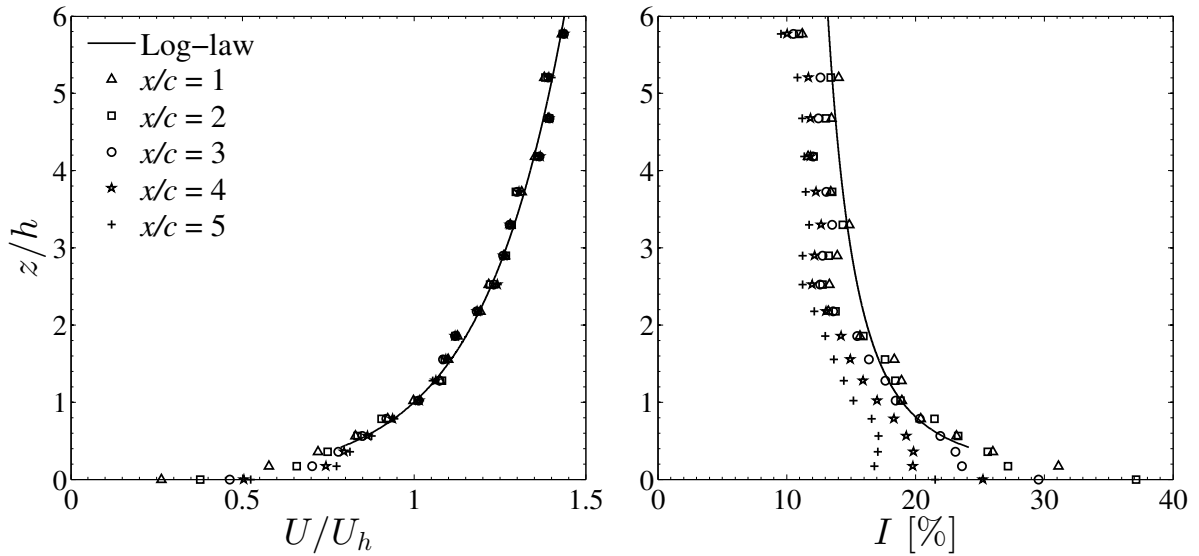 Log–law
x/c = 1
x/c = 2
x/c = 3
x/c = 4
x/c = 5
6
5
4
3
2
1
0
z/h
0 0.5 1 1.5
U/U_h
6
5
4
3
2
1
0
0 10 20 30 40
I [%]